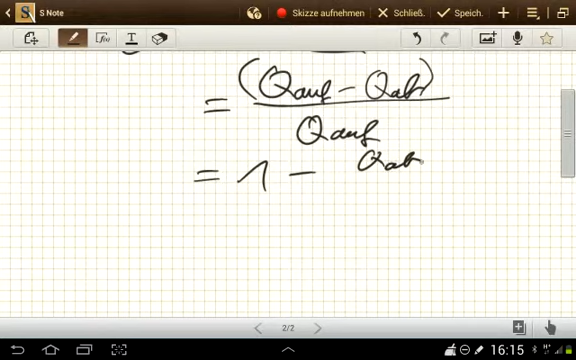 S Note
Skizze aufnehmen
Schließ.
Speich.
f(x)
T
(Qauf - Qab)
=
Qauf
= 1 - Qab
2/2
16:15